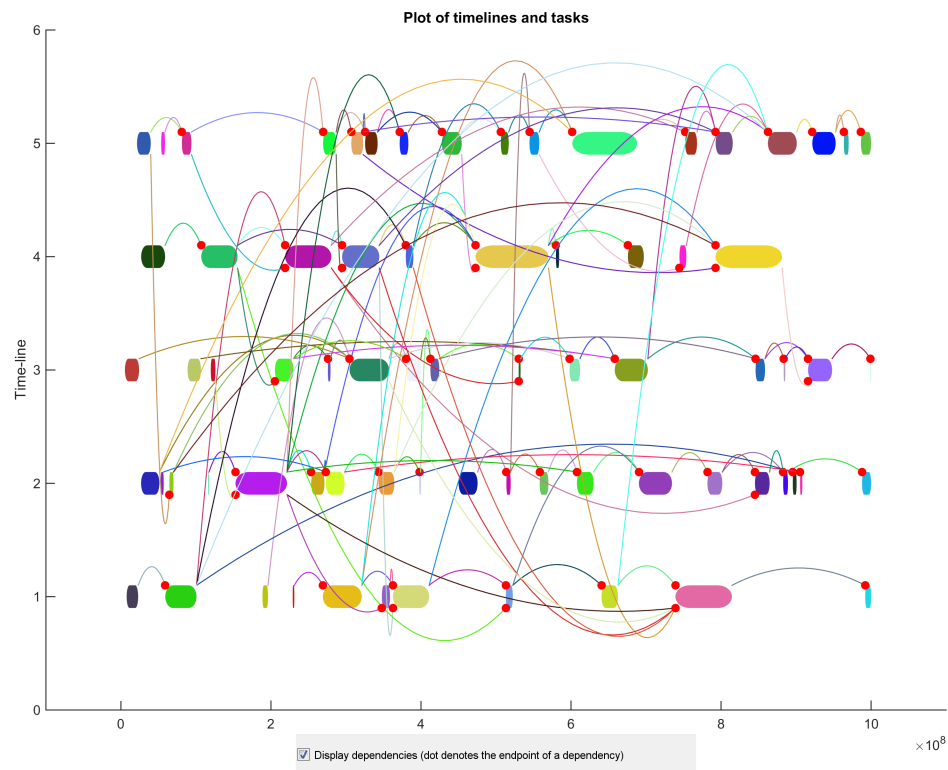 Plot of timelines and tasks
6
5
4
3
2
1
0
Time-line
0 2 4 6 8 10
×10^8
Display dependencies (dot denotes the endpoint of a dependency)